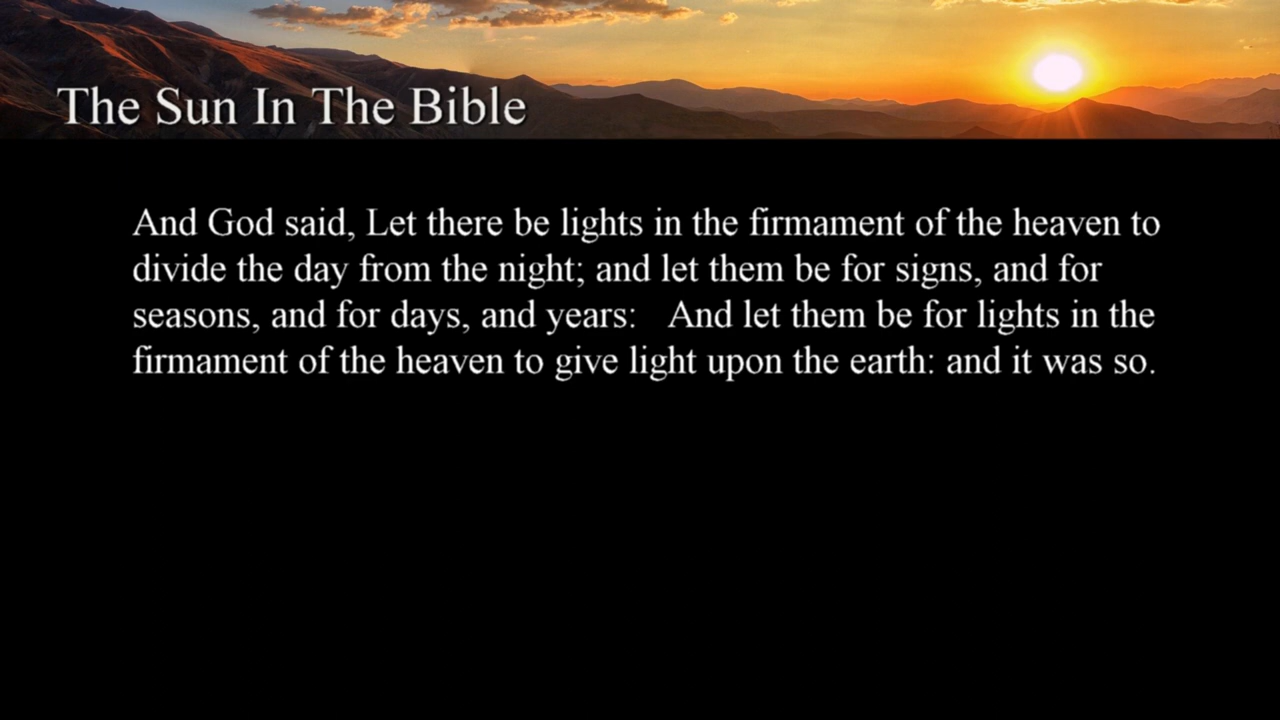 The Sun In The Bible
And God said, Let there be lights in the firmament of the heaven to
divide the day from the night; and let them be for signs, and for
seasons, and for days, and years:   And let them be for lights in the
firmament of the heaven to give light upon the earth: and it was so.